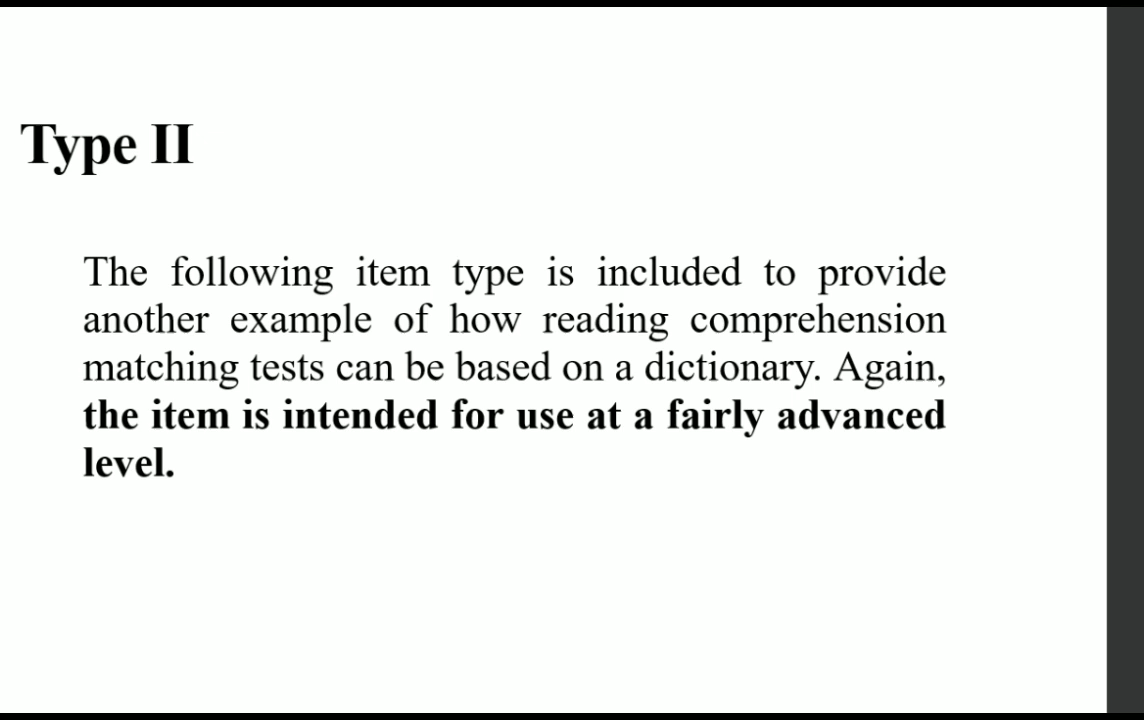 Type II
The following item type is included to provide
another example of how reading comprehension
matching tests can be based on a dictionary. Again,
the item is intended for use at a fairly advanced
level.